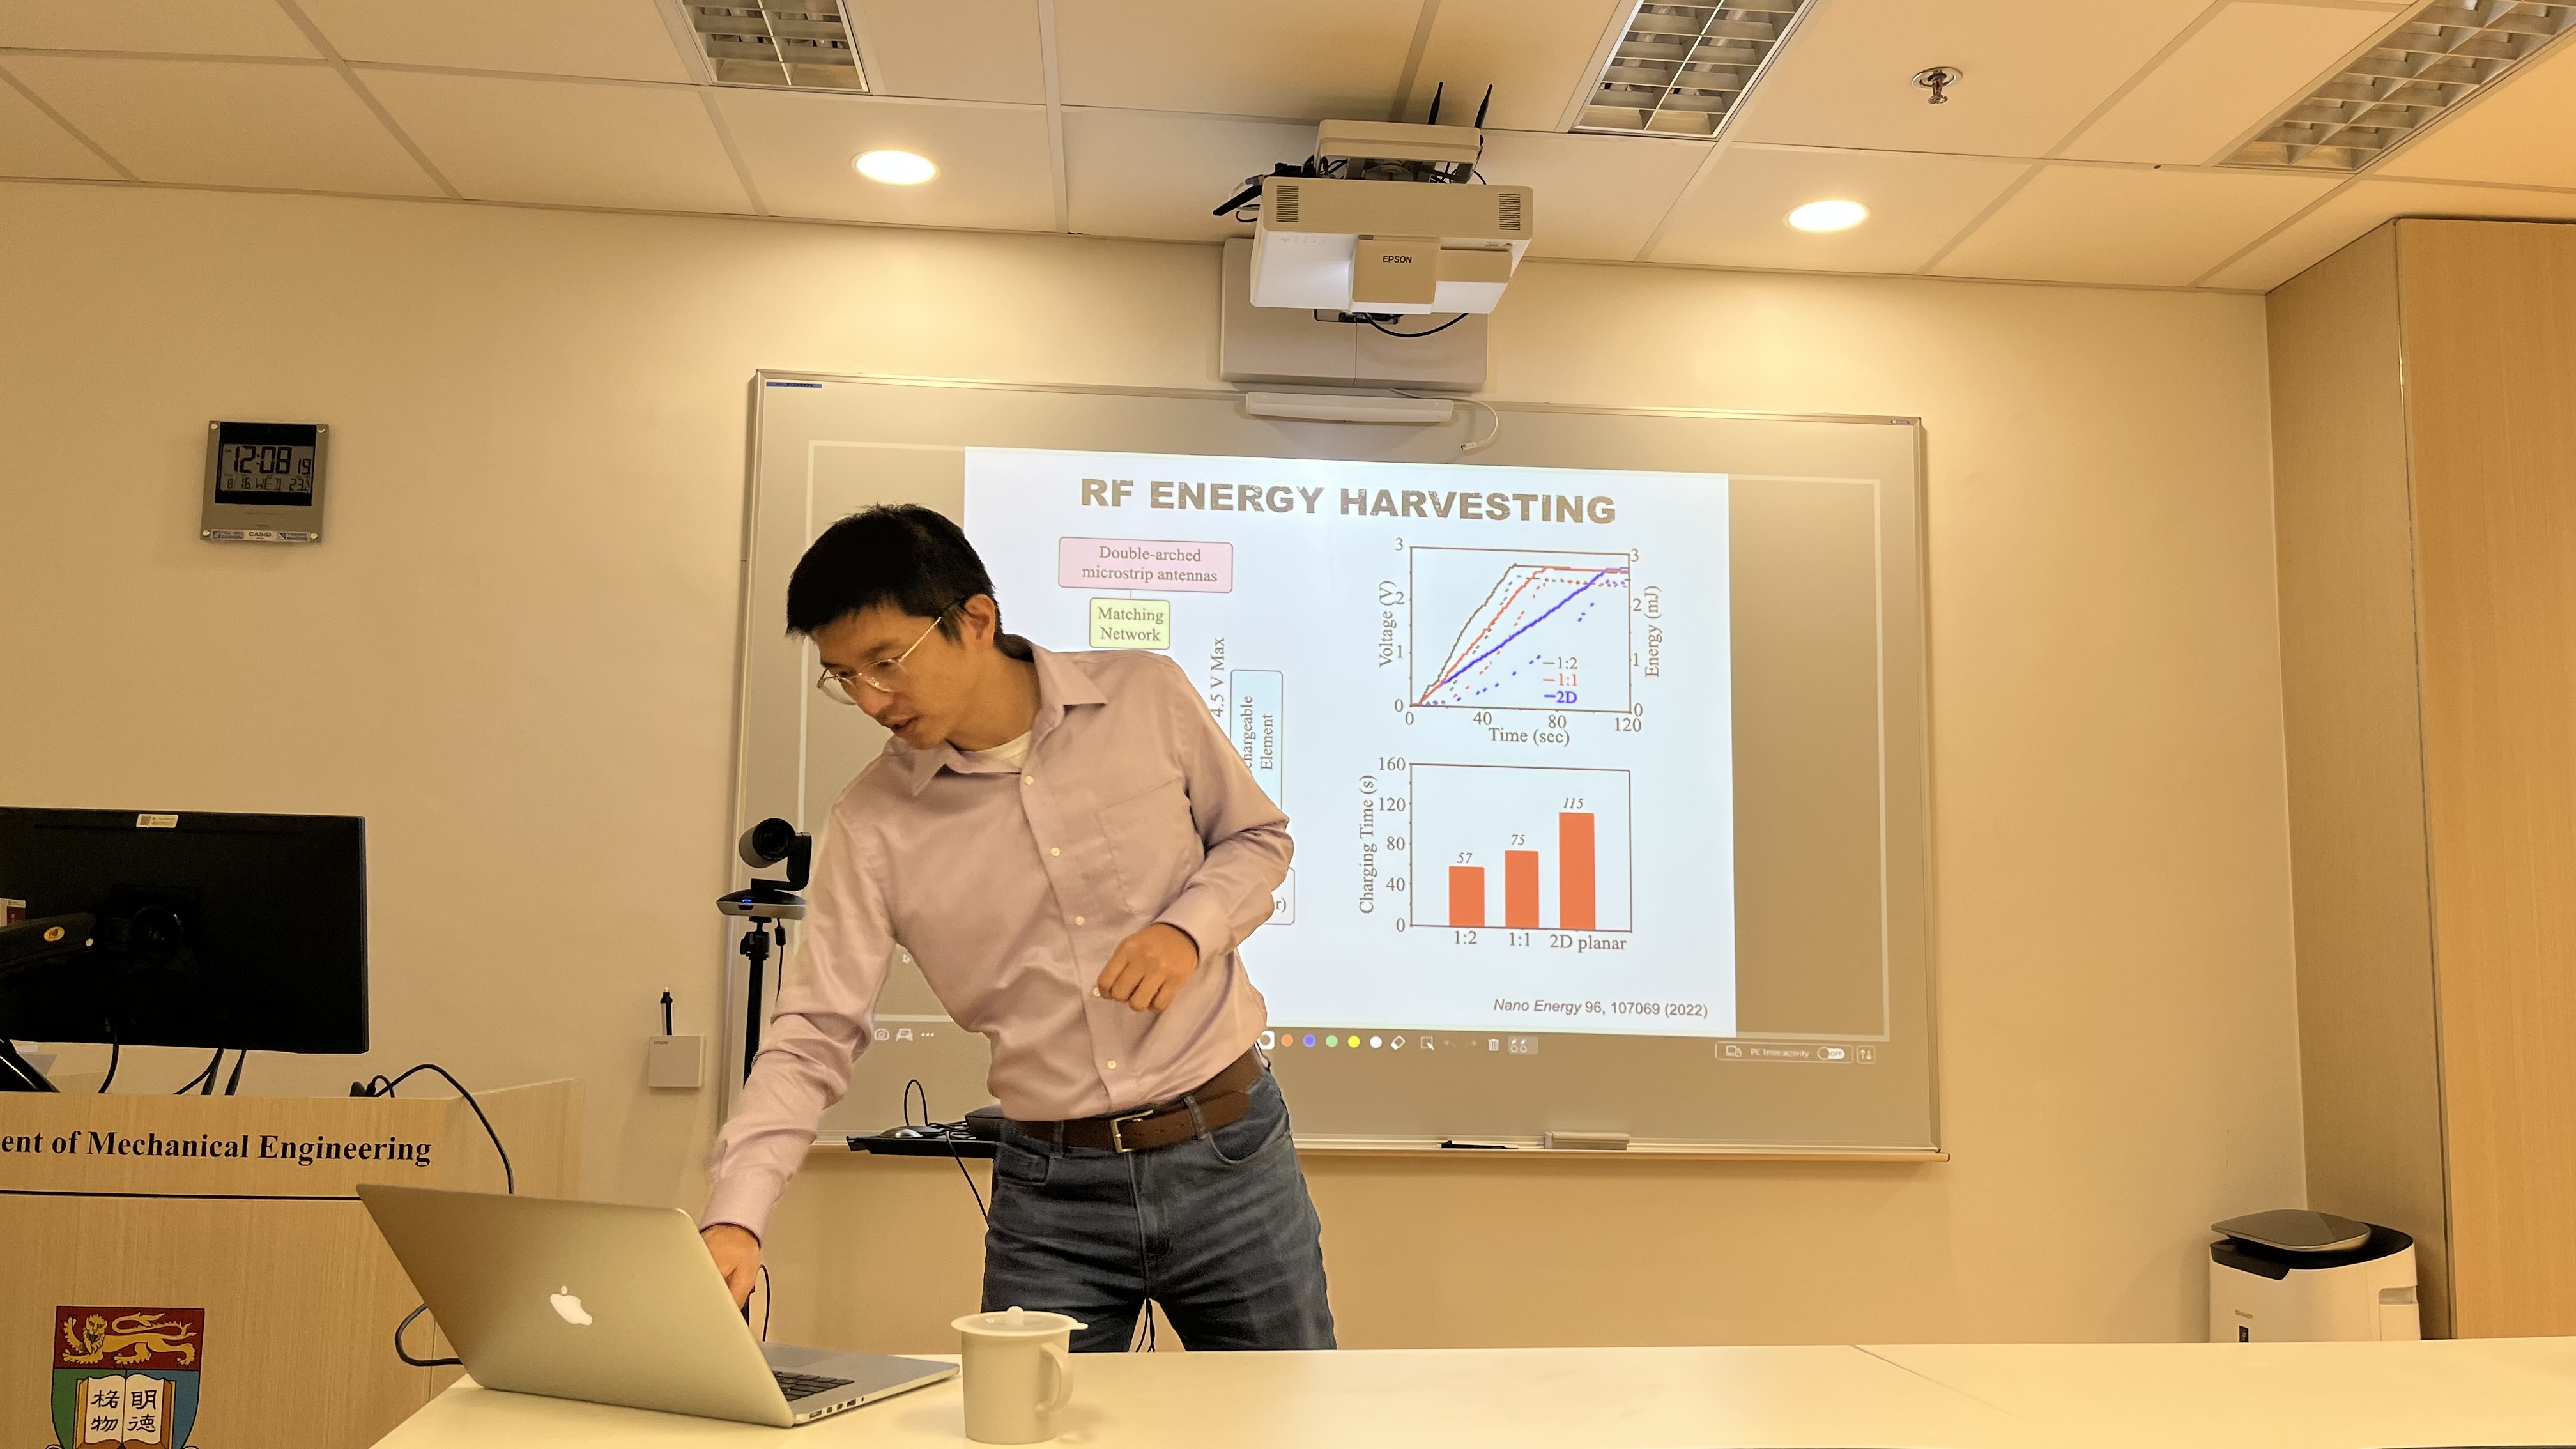 EPSON
12:08 19
8/16 WED 23
CASIO
RF ENERGY HARVESTING
Double-arched
microstrip antennas
Matching
Network
4.5 V Max
Element
r)
3
2
1
0
Voltage (V)
0
40
80
120
Time (sec)
3
2
1
0
Energy (mJ)
1:2
1:1
2D
160
120
80
40
0
Charging Time (s)
57
75
115
1:2
1:1
2D planar
Nano Energy 96, 107069 (2022)
PC Interactivity
OFF
EPSON
ent of Mechanical Engineering
明德
格物
SHARP